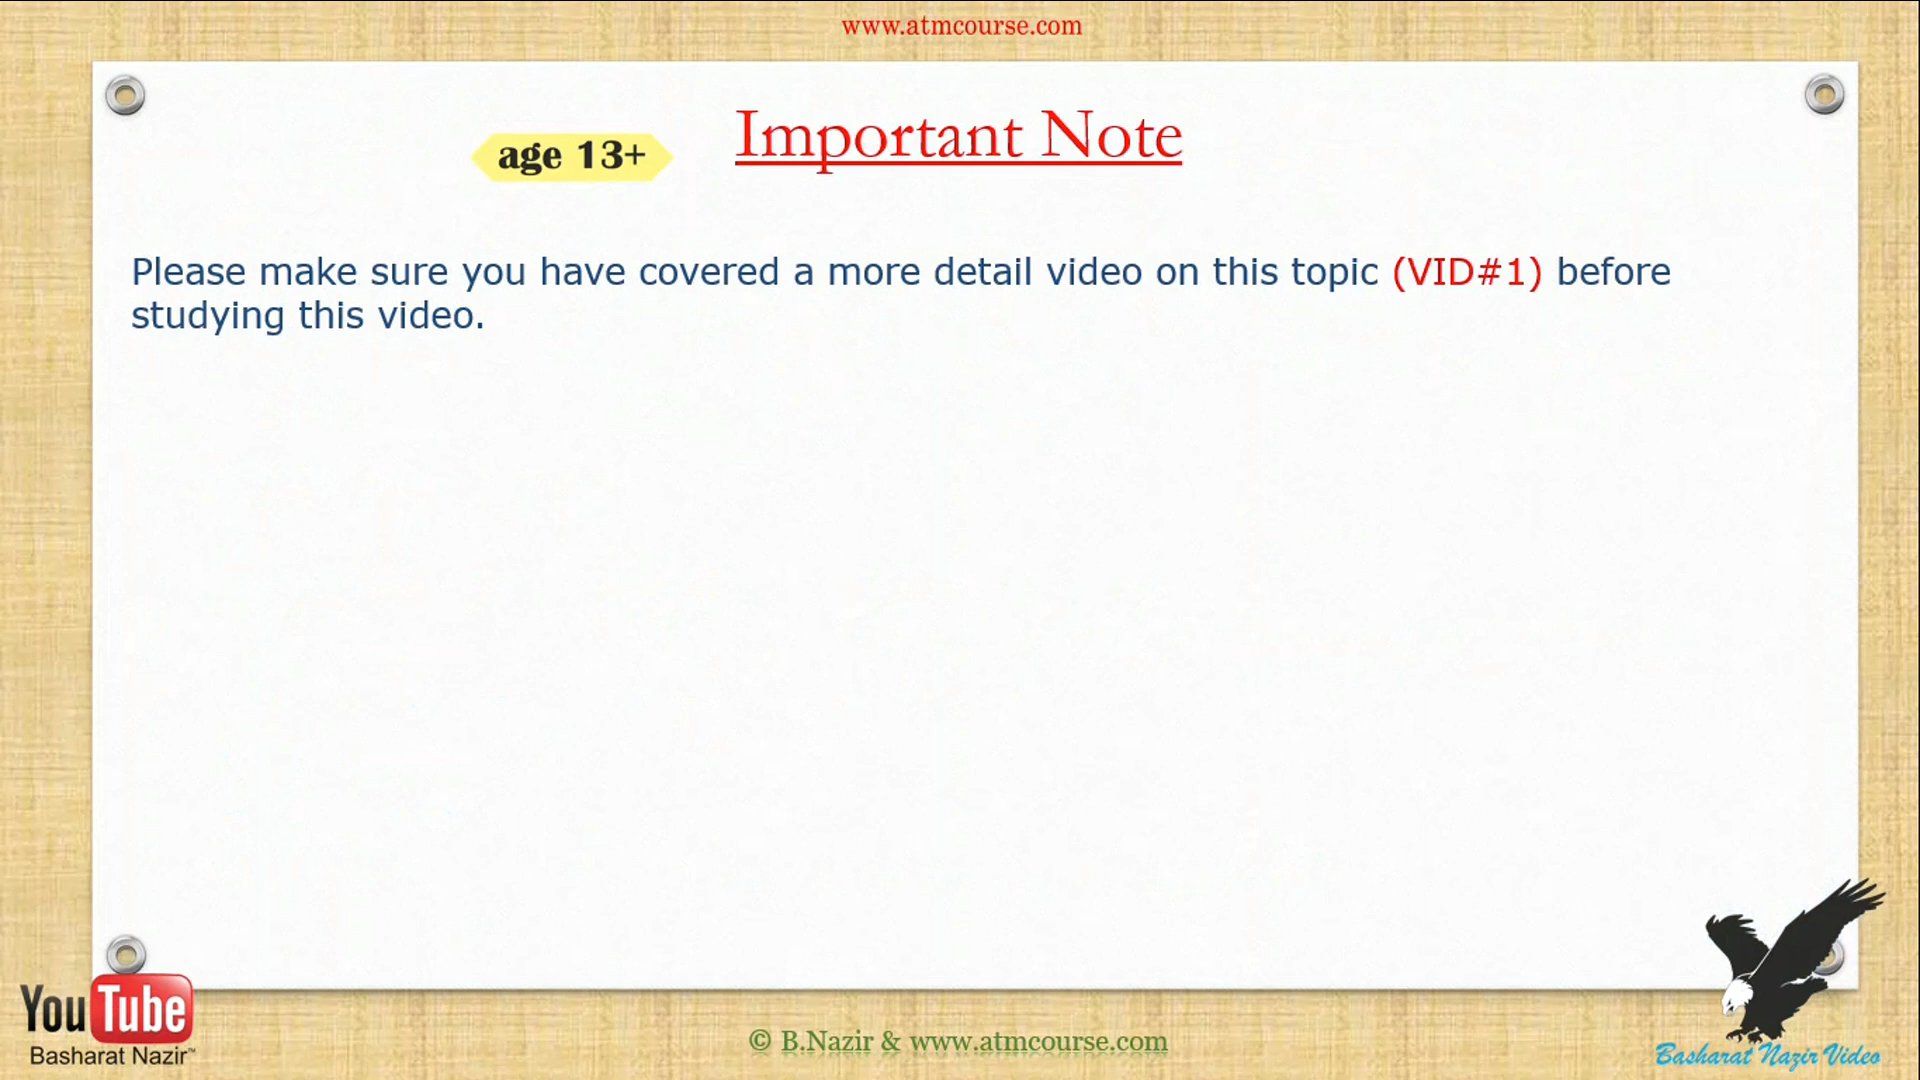 www.atmcourse.com
age 13+
Important Note
Please make sure you have covered a more detail video on this topic (VID#1) before
studying this video.
YouTube
Basharat Nazir™
© B.Nazir & www.atmcourse.com
Basharat Nazir Video